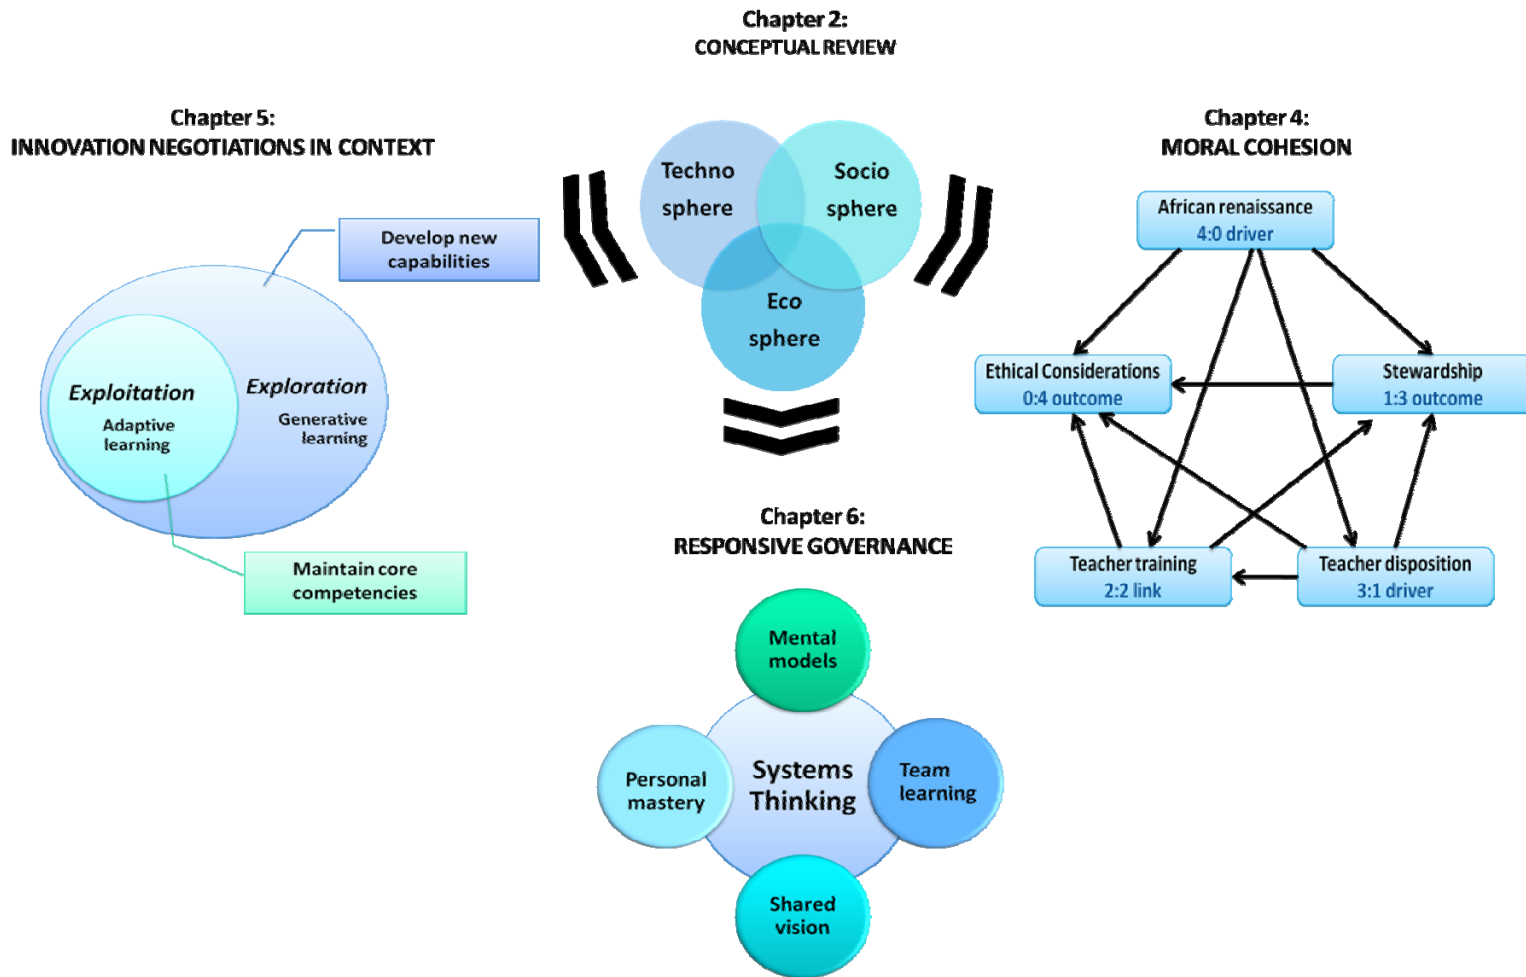 Chapter 2:
CONCEPTUAL REVIEW
Chapter 5:
INNOVATION NEGOTIATIONS IN CONTEXT
Develop new
capabilities
Exploitation
Adaptive
learning
Exploration
Generative
learning
Maintain core
competencies
Techno
sphere
Socio
sphere
Eco
sphere
Chapter 4:
MORAL COHESION
African renaissance
4:0 driver
Ethical Considerations
0:4 outcome
Stewardship
1:3 outcome
Teacher training
2:2 link
Teacher disposition
3:1 driver
Chapter 6:
RESPONSIVE GOVERNANCE
Mental
models
Personal
mastery
Systems
Thinking
Team
learning
Shared
vision